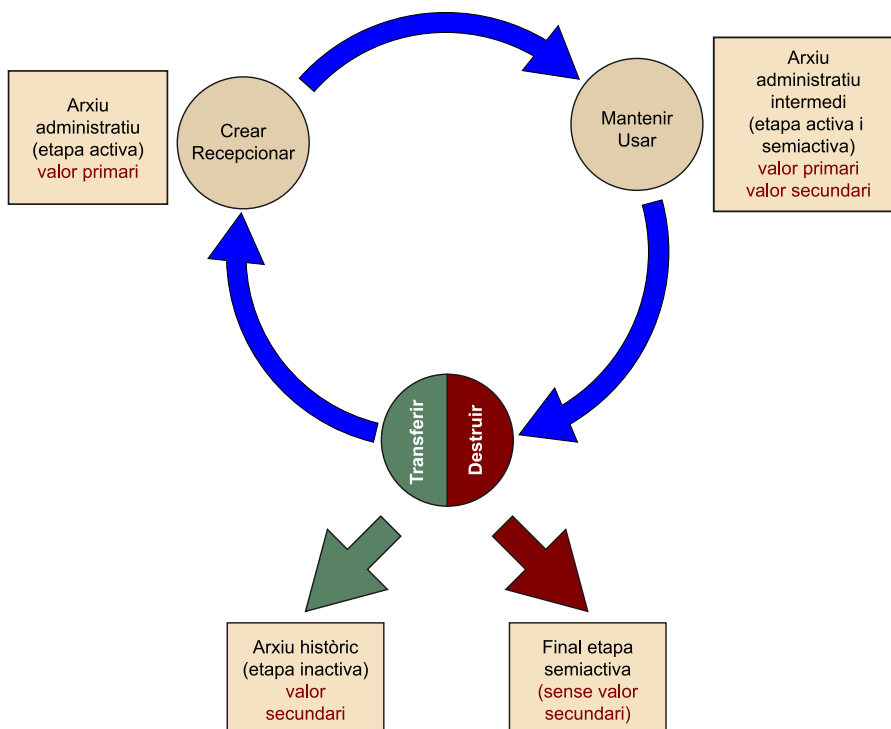 Arxiu
administratiu
(etapa activa)
valor primari
Crear
Recepcionar
Mantenir
Usar
Arxiu
administratiu
intermedi
(etapa activa i
semiactiva)
valor primari
valor secundari
Transferir
Destruir
Arxiu històric
(etapa inactiva)
valor
secundari
Final etapa
semiactiva
(sense valor
secundari)